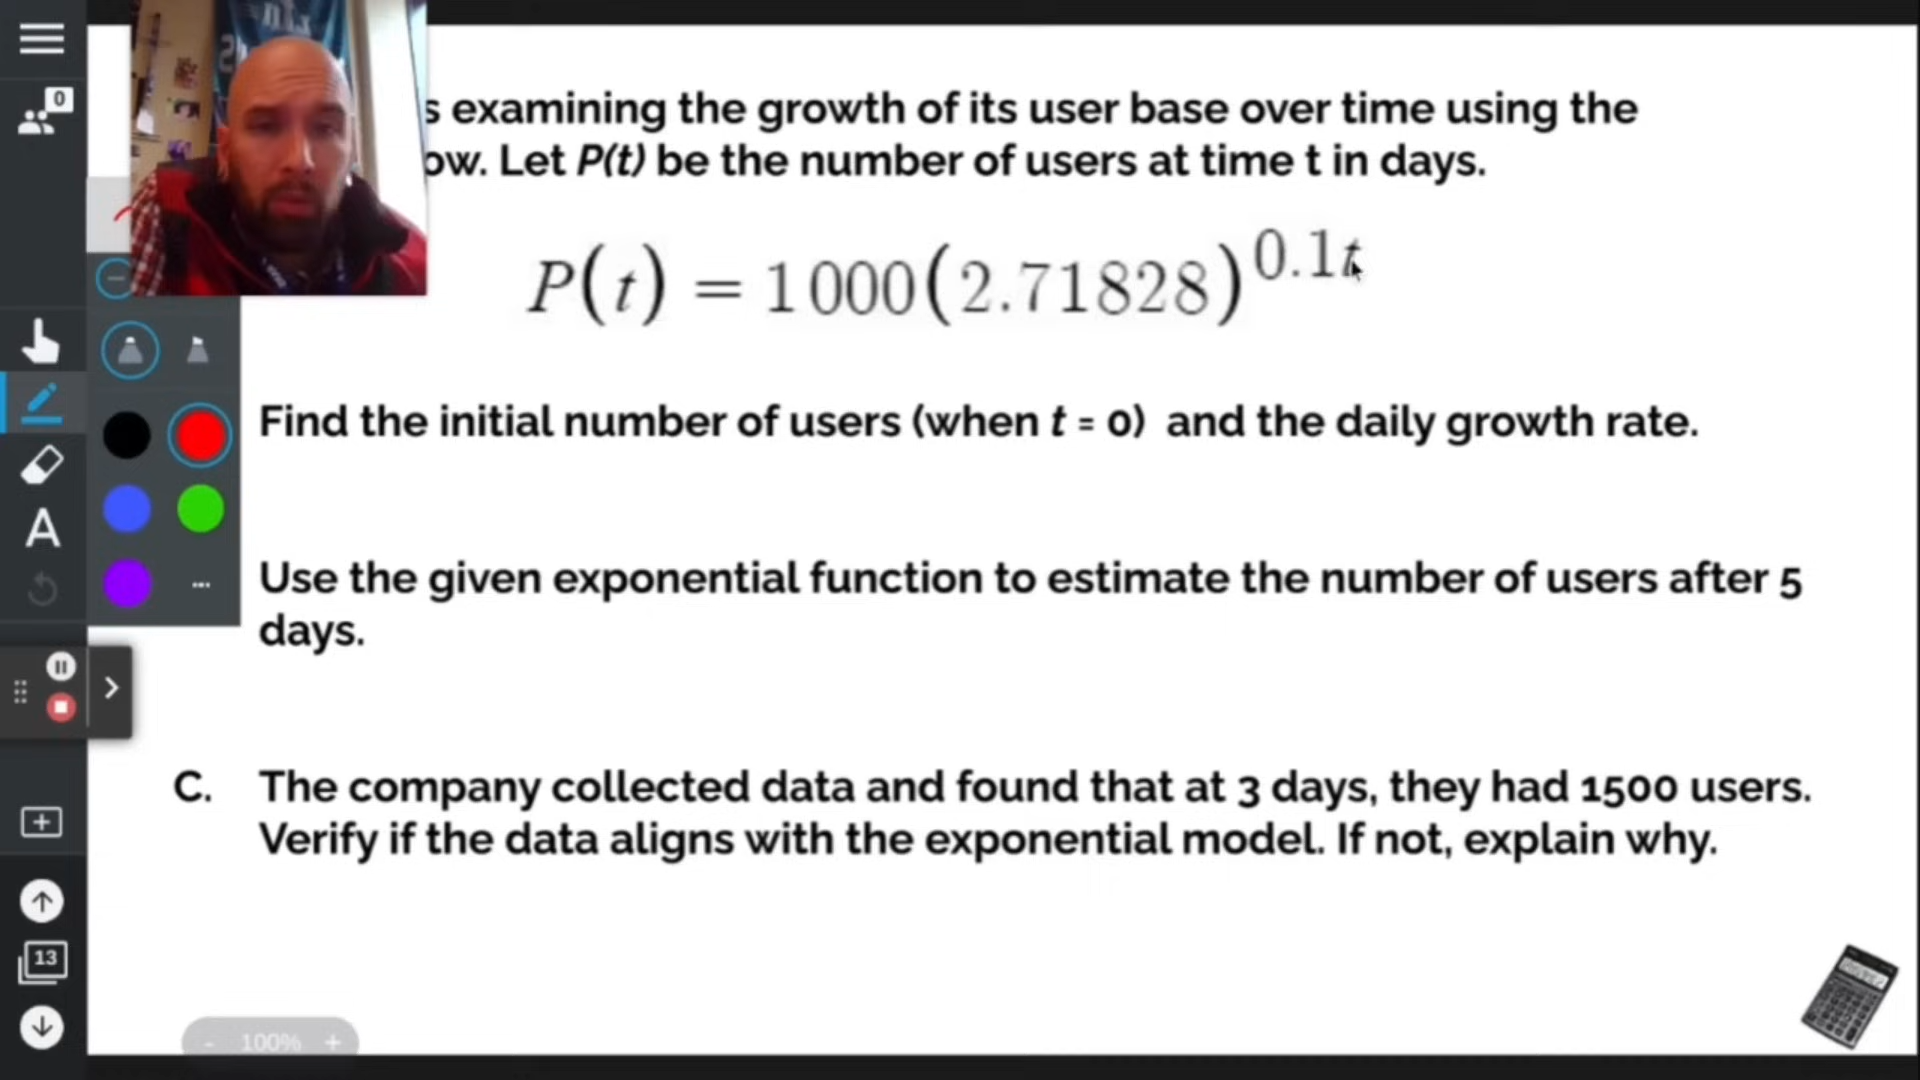 0
s examining the growth of its user base over time using the
ow. Let P(t) be the number of users at time t in days.
P(t) = 1000(2.71828)^0.1t
Find the initial number of users (when t = 0) and the daily growth rate.
Use the given exponential function to estimate the number of users after 5
days.
A
C. The company collected data and found that at 3 days, they had 1500 users.
Verify if the data aligns with the exponential model. If not, explain why.
13
- 100% +